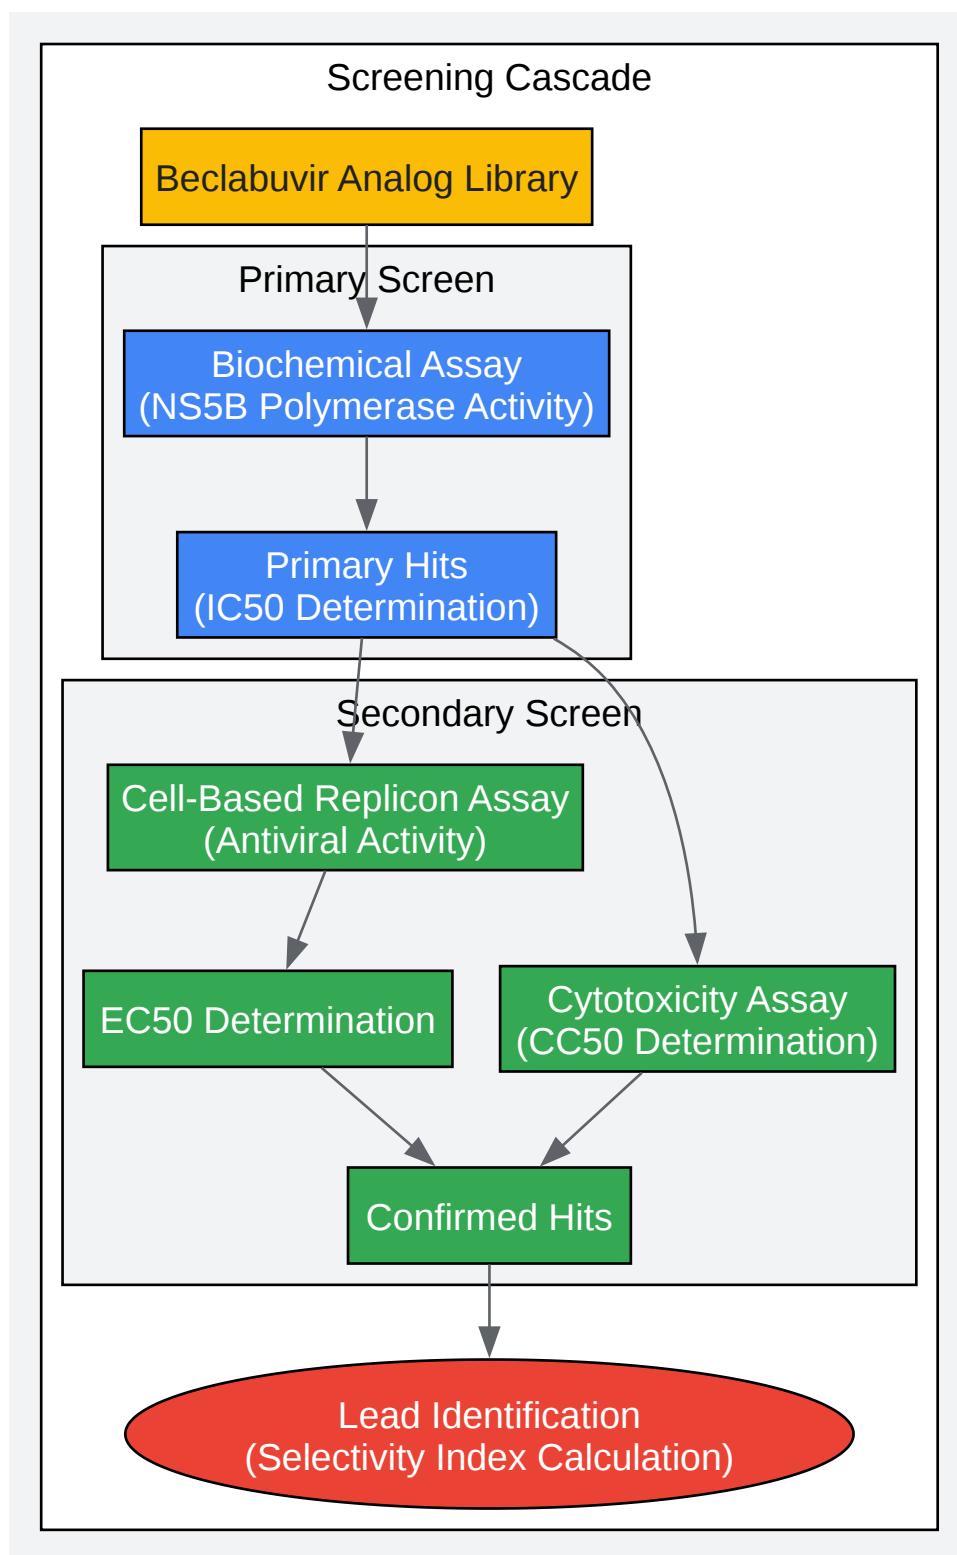 Screening Cascade
Beclabuvir Analog Library
Primary Screen
Biochemical Assay
(NS5B Polymerase Activity)
Primary Hits
(IC50 Determination)
Secondary Screen
Cell-Based Replicon Assay
(Antiviral Activity)
EC50 Determination
Cytotoxicity Assay
(CC50 Determination)
Confirmed Hits
Lead Identification
(Selectivity Index Calculation)